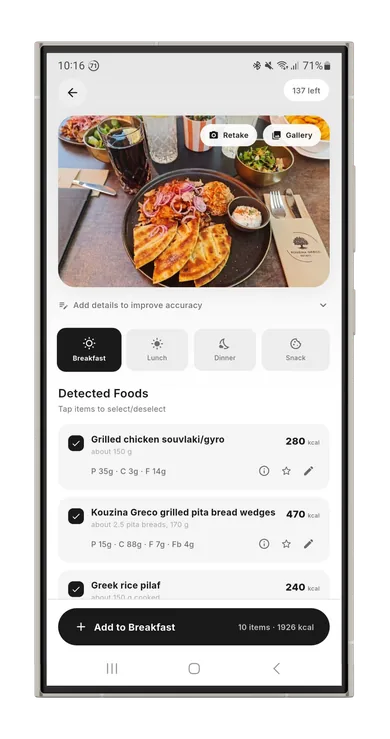 10:16
71%
137 left
Retake
Gallery
Add details to improve accuracy
Breakfast
Lunch
Dinner
Snack
Detected Foods
Tap items to select/deselect
Grilled chicken souvlaki/gyro
280 kcal
about 150 g
P 35g · C 3g · F 14g
Kouzina Greco grilled pita bread wedges
470 kcal
about 2.5 pita breads, 170 g
P 15g · C 88g · F 7g · Fb 4g
Greek rice pilaf
240 kcal
about 150 g cooked
+ Add to Breakfast
10 items · 1926 kcal